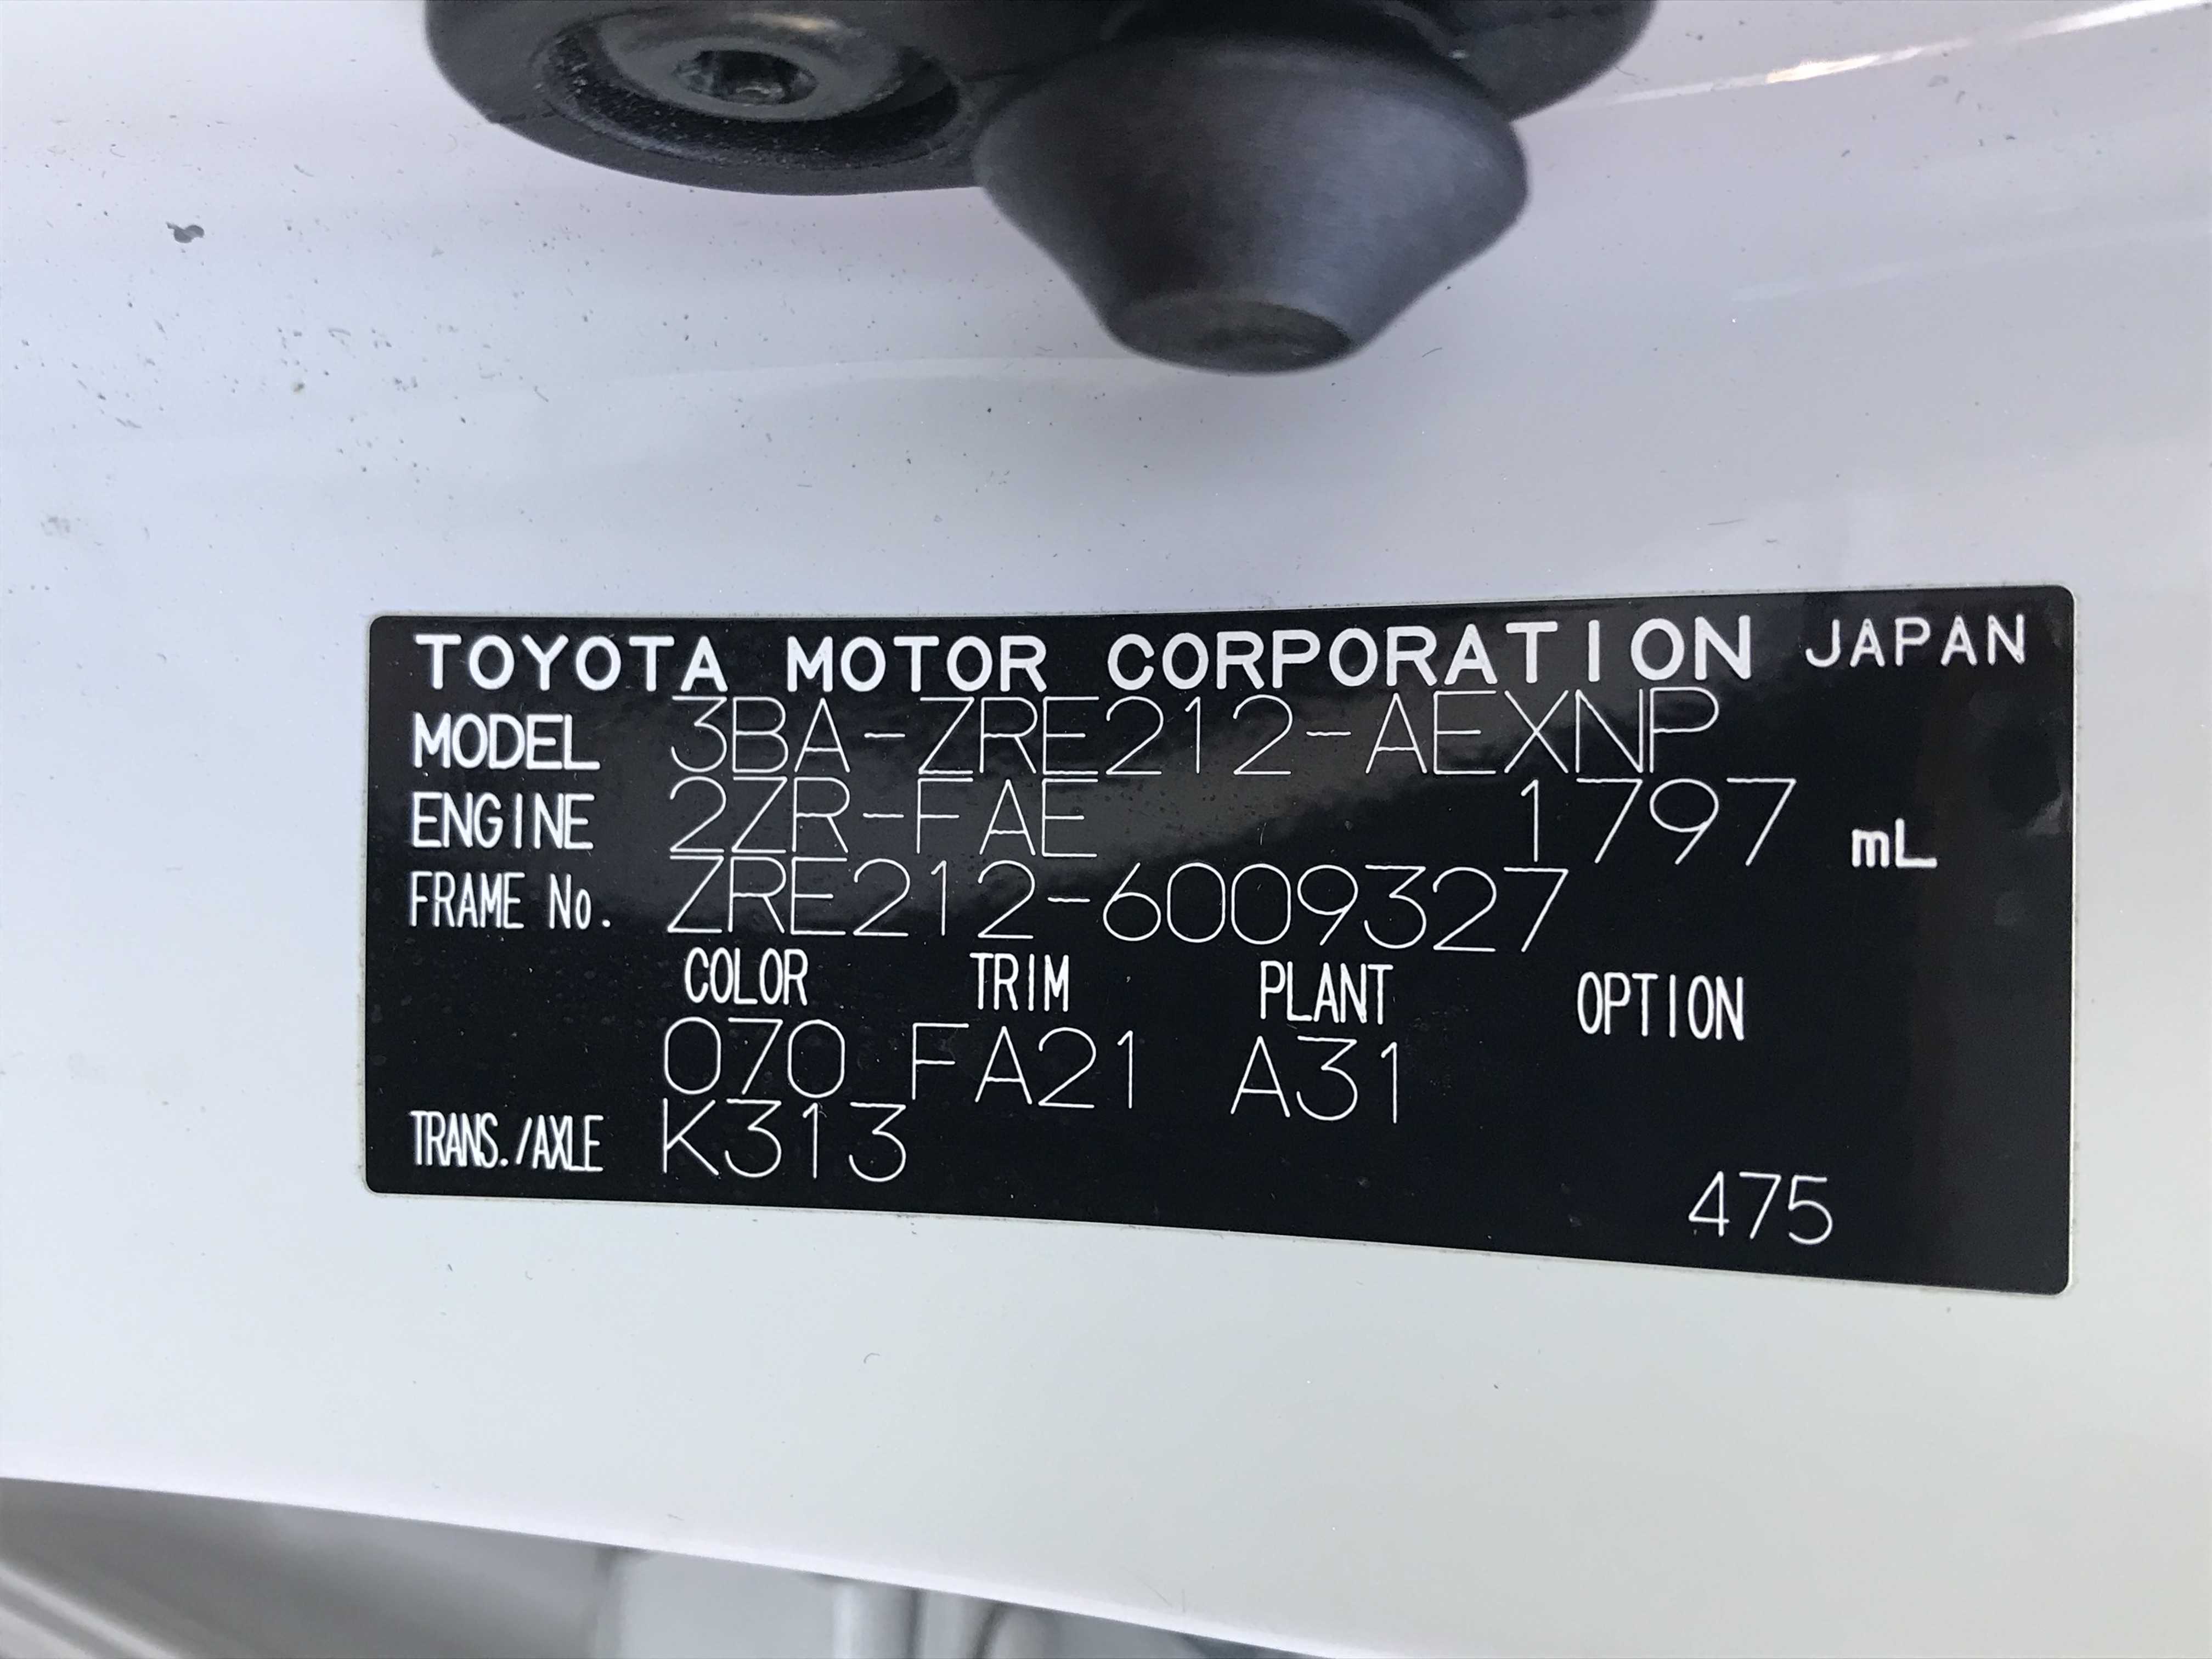 TOYOTA MOTOR CORPORATION JAPAN
MODEL 3BA-ZRE212-AEXNP
ENGINE 2ZR-FAE 1797 mL
FRAME No. ZRE212-6009327
COLOR TRIM PLANT OPTION
070 FA21 A31
TRANS./AXLE K313
475